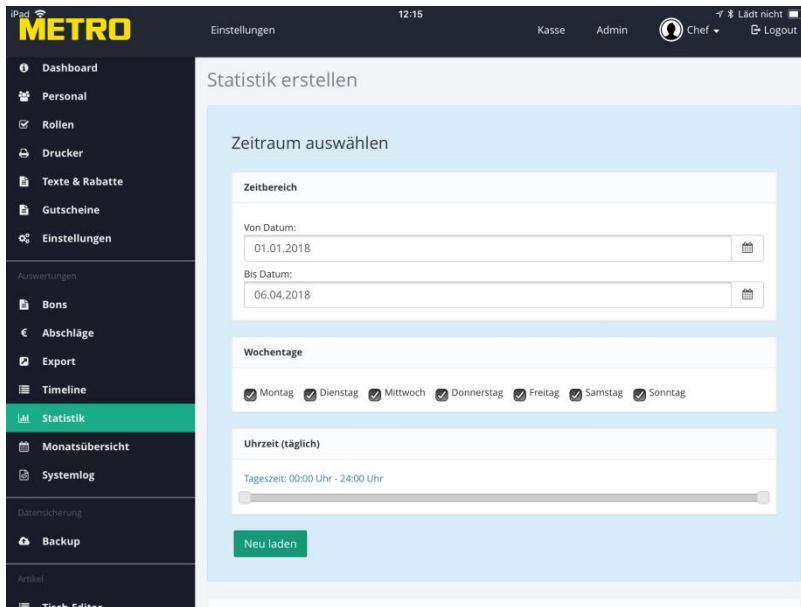 iPad 12:15 Lädt nicht
METRO
Einstellungen Kasse Admin Chef Logout
Dashboard
Personal
Rollen
Drucker
Texte & Rabatte
Gutscheine
Einstellungen
Auswertungen
Bons
Abschläge
Export
Timeline
Statistik
Monatsübersicht
Systemlog
Datensicherung
Backup
Artikel
Tisch-Editor
Statistik erstellen
Zeitraum auswählen
Zeitbereich
Von Datum:
01.01.2018
Bis Datum:
06.04.2018
Wochentage
Montag Dienstag Mittwoch Donnerstag Freitag Samstag Sonntag
Uhrzeit (täglich)
Tageszeit: 00:00 Uhr - 24:00 Uhr
Neu laden